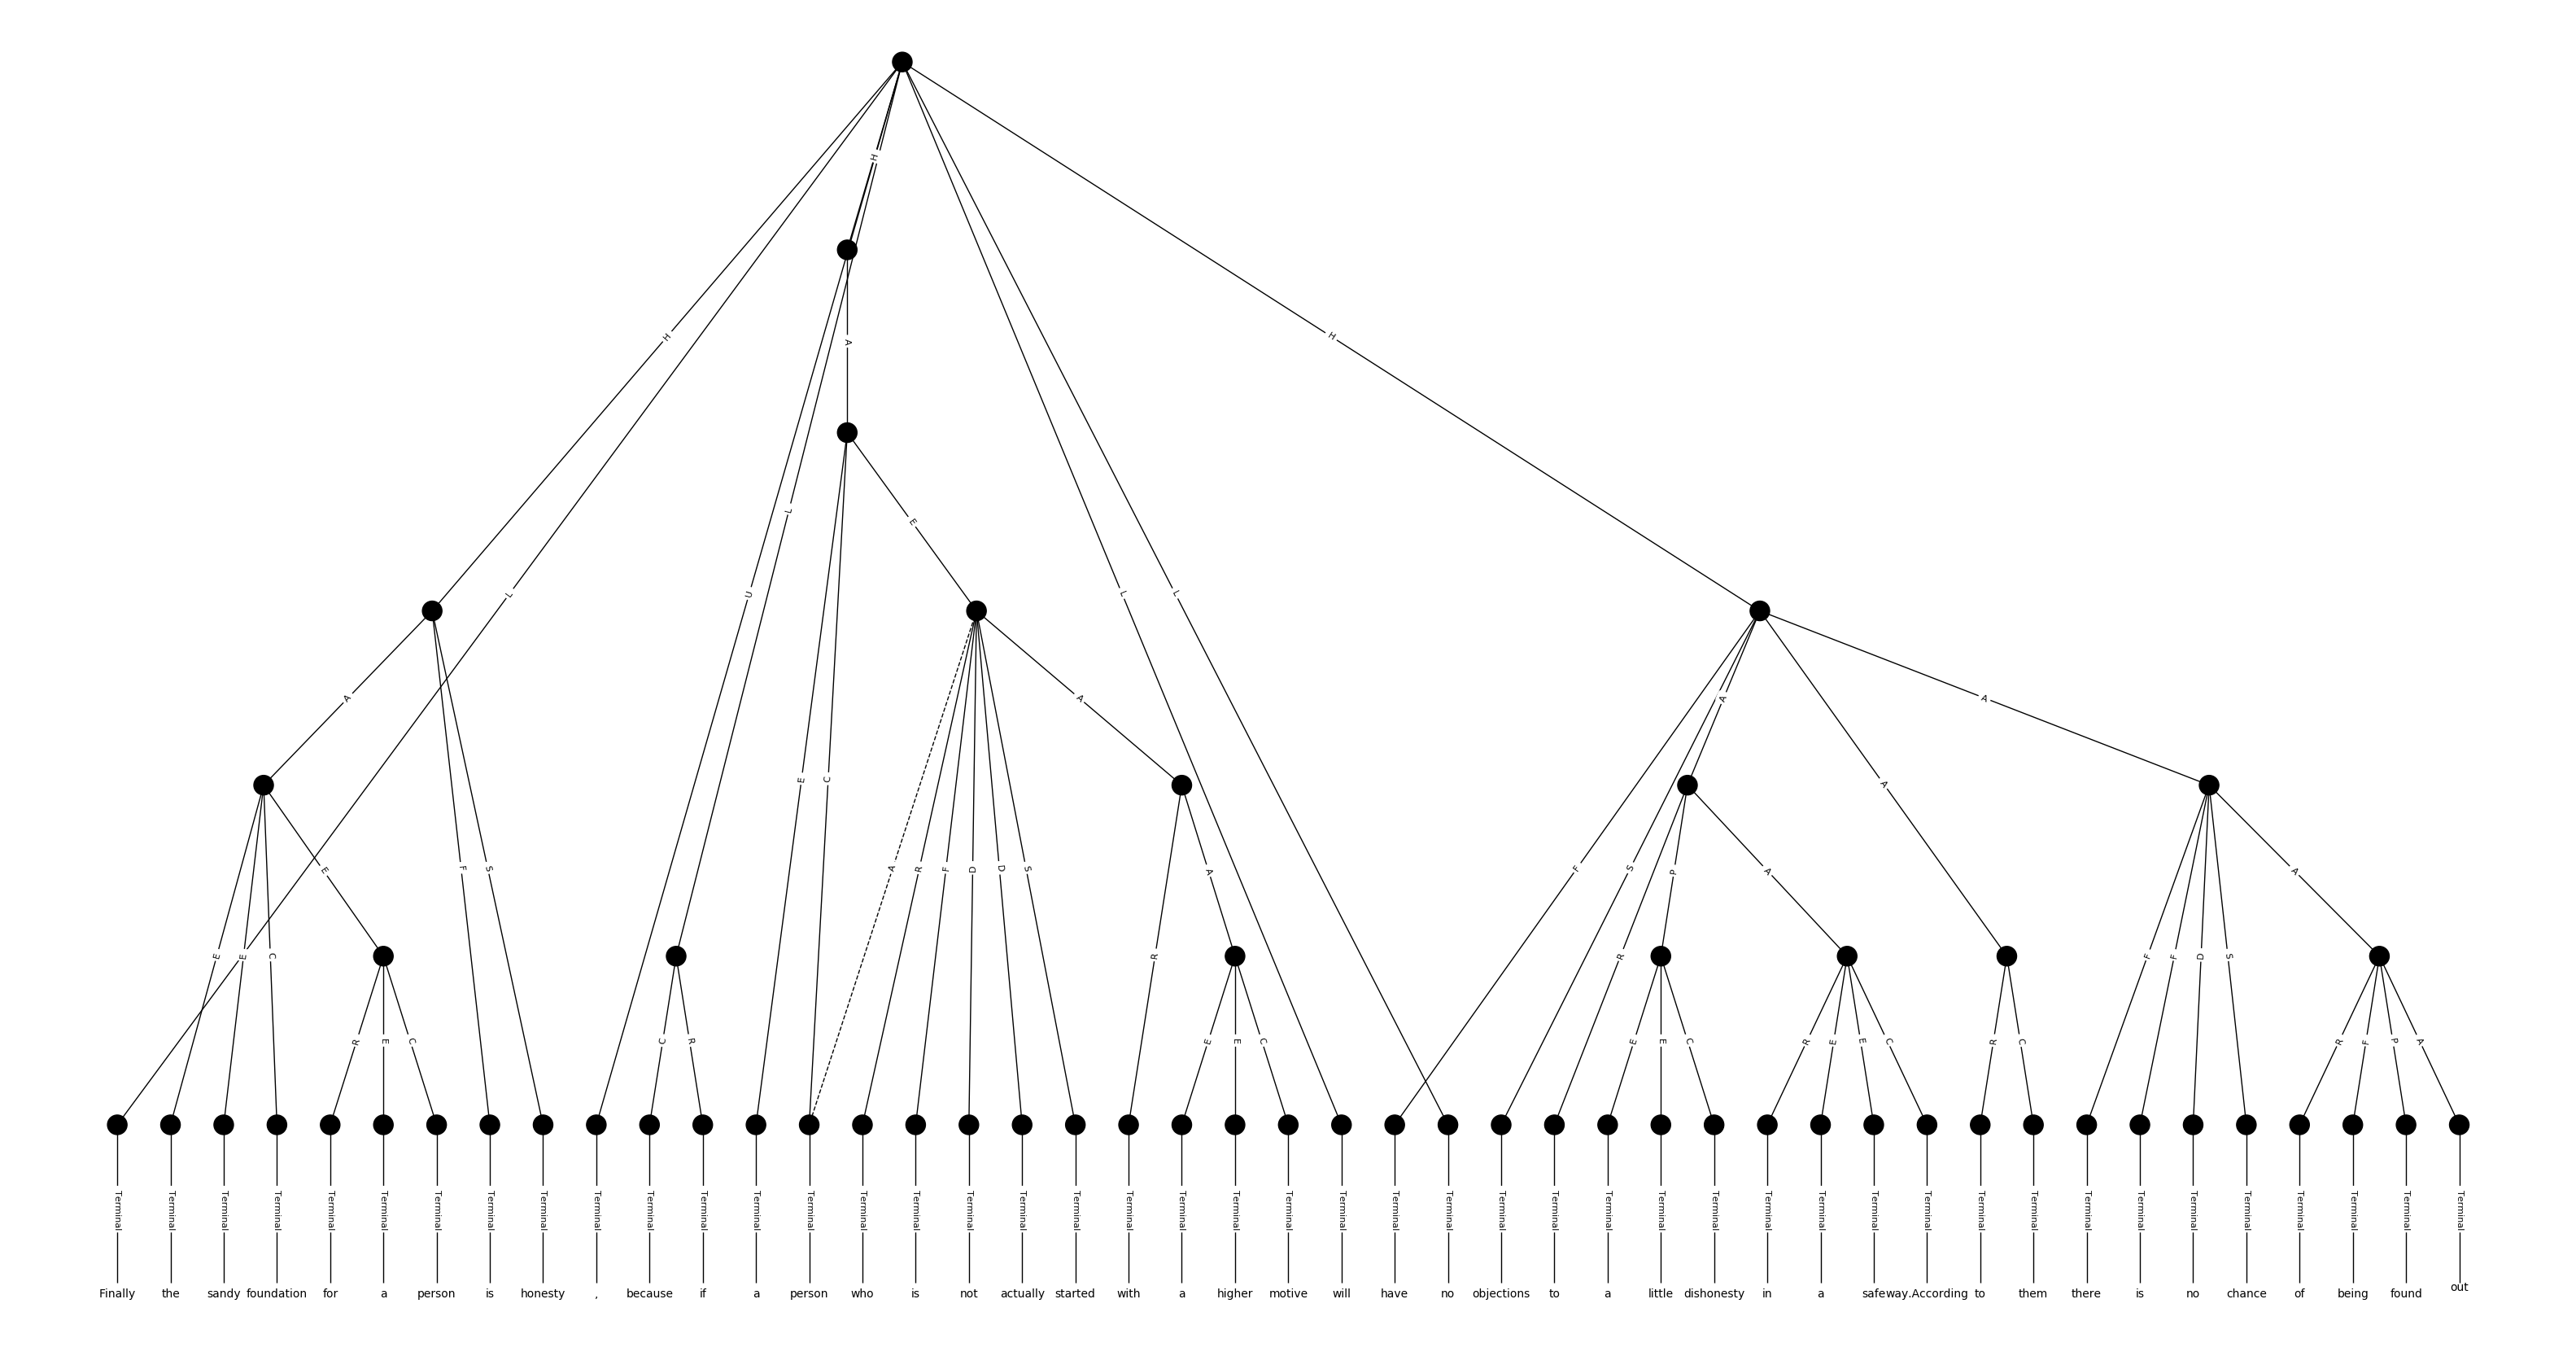 H
H H
A
L
E
L U L L
A A A A
E C A
E F S A R F D D S A F S P A A
E E C R R F F D S
R E C C R E E C E E C R E E C R C R F P A
Terminal Terminal Terminal Terminal Terminal Terminal Terminal Terminal Terminal Terminal Terminal Terminal Terminal Terminal Terminal Terminal Terminal Terminal Terminal Terminal Terminal Terminal Terminal Terminal Terminal Terminal Terminal Terminal Terminal Terminal Terminal Terminal Terminal Terminal Terminal Terminal Terminal Terminal Terminal Terminal Terminal Terminal Terminal Terminal Terminal
Finally the sandy foundation for a person is honesty , because if a person who is not actually started with a higher motive will have no objections to a little dishonesty in a safe way.According to them there is no chance of being found out